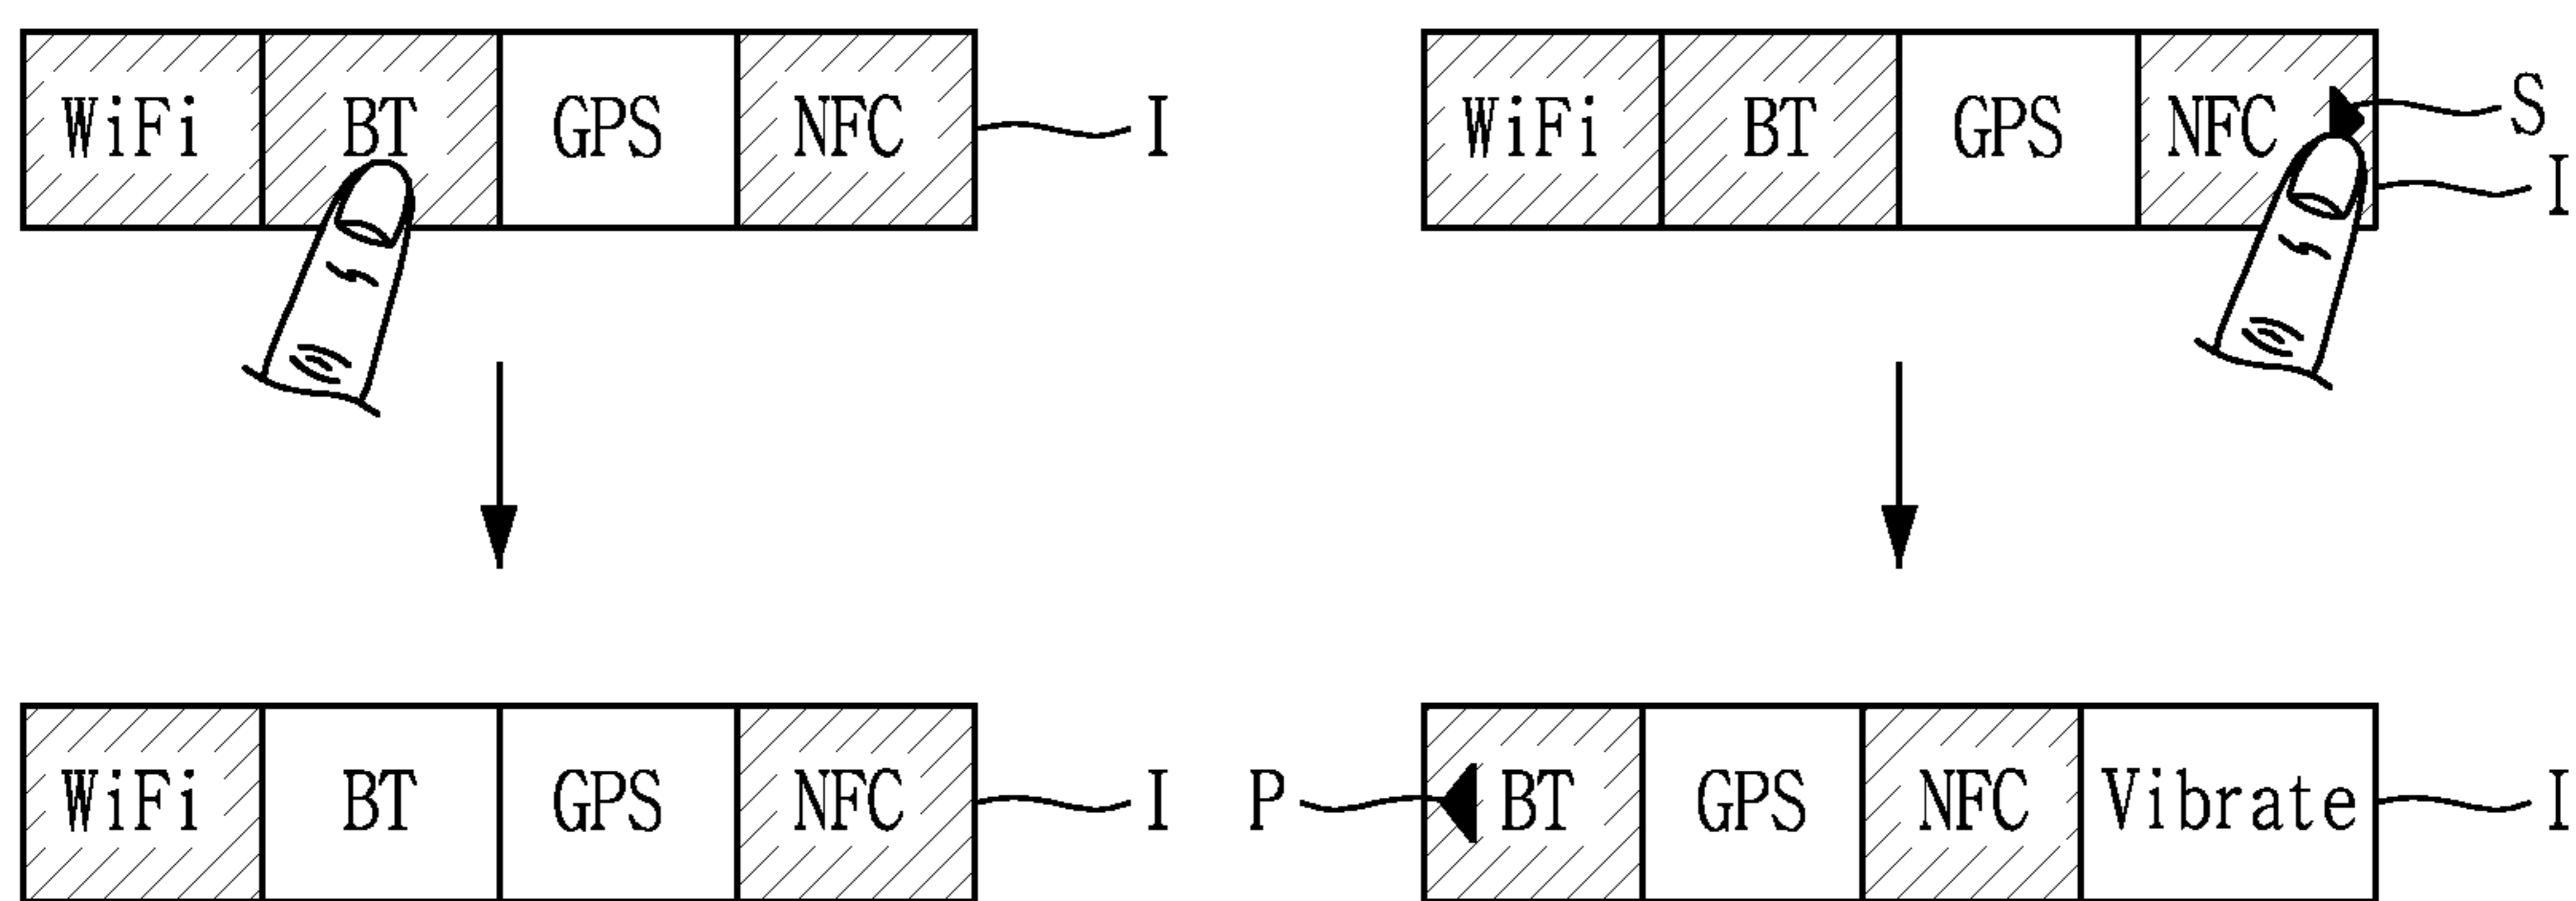 WiFi BT GPS NFC I
WiFi BT GPS NFC S
I
WiFi BT GPS NFC I
P BT GPS NFC Vibrate I